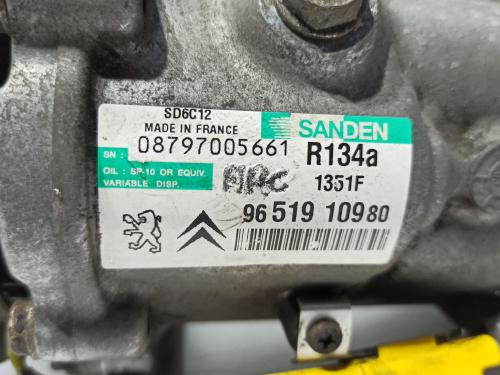 SD6C12
MADE IN FRANCE
SANDEN
08797005661
R134a
SN :
OIL : SP-10 OR EQUIV.
VARIABLE DISP.
1351F
96 519 109 80